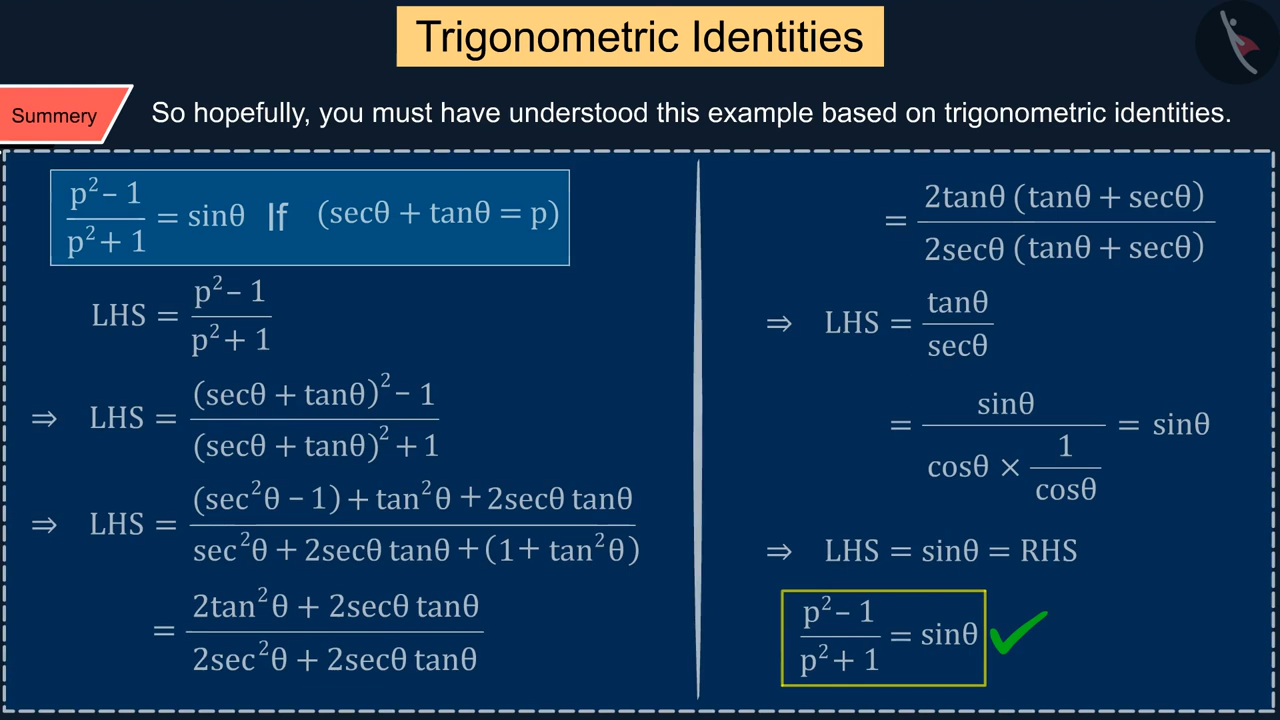 Trigonometric Identities
Summery
So hopefully, you must have understood this example based on trigonometric identities.
p² – 1 / p² + 1 = sinθ If (secθ + tanθ = p)
LHS = p² – 1 / p² + 1
⇒ LHS = (secθ + tanθ)² – 1 / (secθ + tanθ)² + 1
⇒ LHS = (sec²θ – 1) + tan²θ + 2secθ tanθ / sec²θ + 2secθ tanθ + (1 + tan²θ)
= 2tan²θ + 2secθ tanθ / 2sec²θ + 2secθ tanθ
= 2tanθ (tanθ + secθ) / 2secθ (tanθ + secθ)
⇒ LHS = tanθ / secθ
= sinθ / cosθ × 1 / cosθ = sinθ
⇒ LHS = sinθ = RHS
p² – 1 / p² + 1 = sinθ